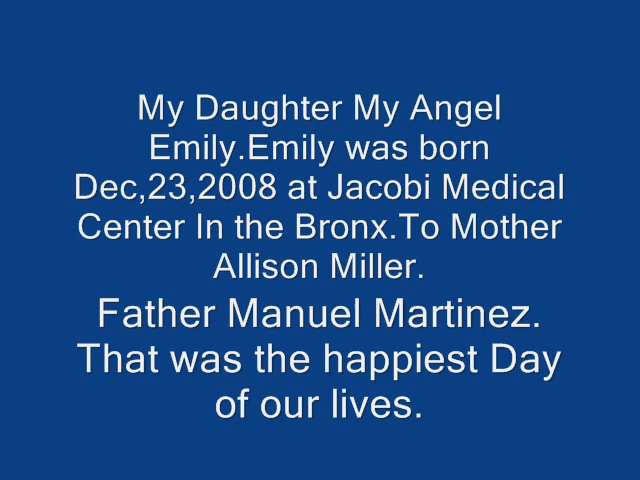 My Daughter My Angel
Emily.Emily was born
Dec,23,2008 at Jacobi Medical
Center In the Bronx.To Mother
Allison Miller.
Father Manuel Martinez.
That was the happiest Day
of our lives.